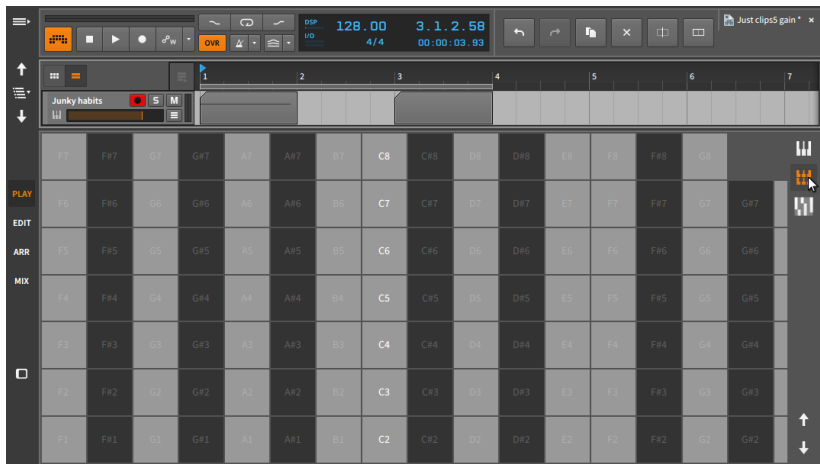 DSP
I/O
128.00
4/4
3.1.2.58
00:00:03.93
Just clips5 gain * ×
W
OVR
1 2 3 4 5 6 7
Junky habits S M
F7 F#7 G7 G#7 A7 A#7 B7 C8 C#8 D8 D#8 E8 F8 F#8 G8
PLAY
F6 F#6 G6 G#6 A6 A#6 B6 C7 C#7 D7 D#7 E7 F7 F#7 G7 G#7
EDIT
ARR
F5 F#5 G5 G#5 A5 A#5 B5 C6 C#6 D6 D#6 E6 F6 F#6 G6 G#6
MIX
F4 F#4 G4 G#4 A4 A#4 B4 C5 C#5 D5 D#5 E5 F5 F#5 G5 G#5
F3 F#3 G3 G#3 A3 A#3 B3 C4 C#4 D4 D#4 E4 F4 F#4 G4 G#4
F2 F#2 G2 G#2 A2 A#2 B2 C3 C#3 D3 D#3 E3 F3 F#3 G3 G#3
F1 F#1 G1 G#1 A1 A#1 B1 C2 C#2 D2 D#2 E2 F2 F#2 G2 G#2